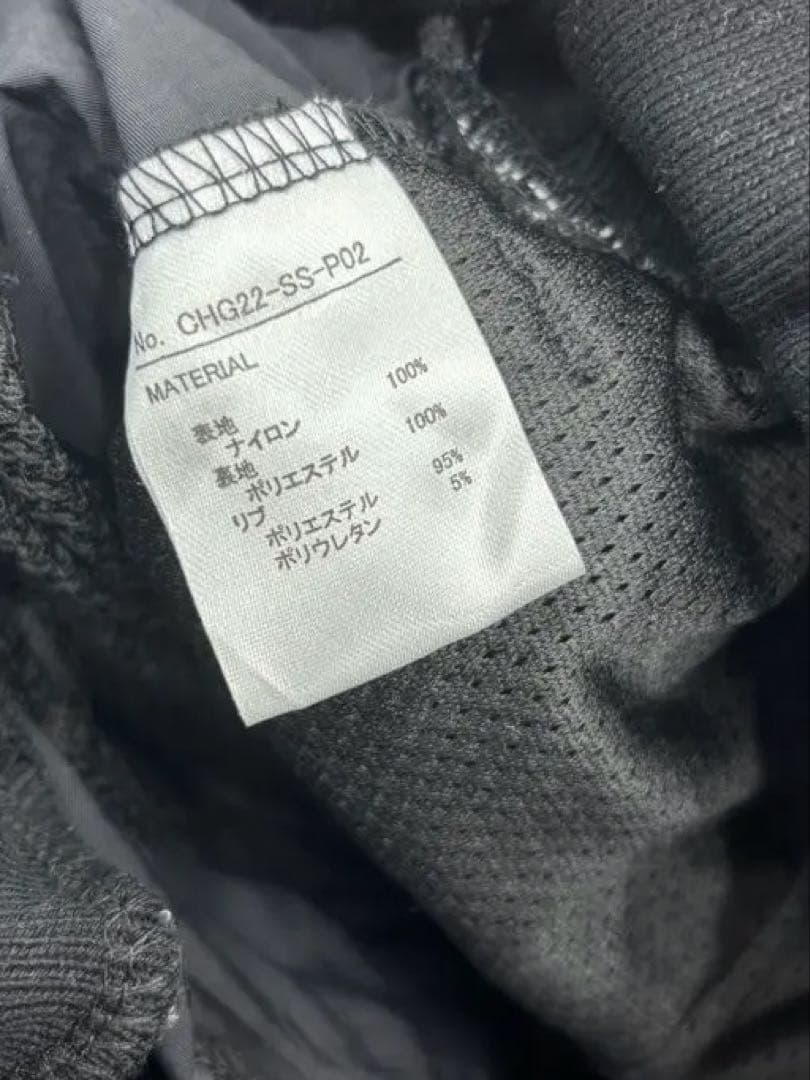 No. CHG22-SS-P02
MATERIAL
表地
ナイロン 100%
裏地
ポリエステル 100%
リブ
ポリエステル 95%
ポリウレタン 5%